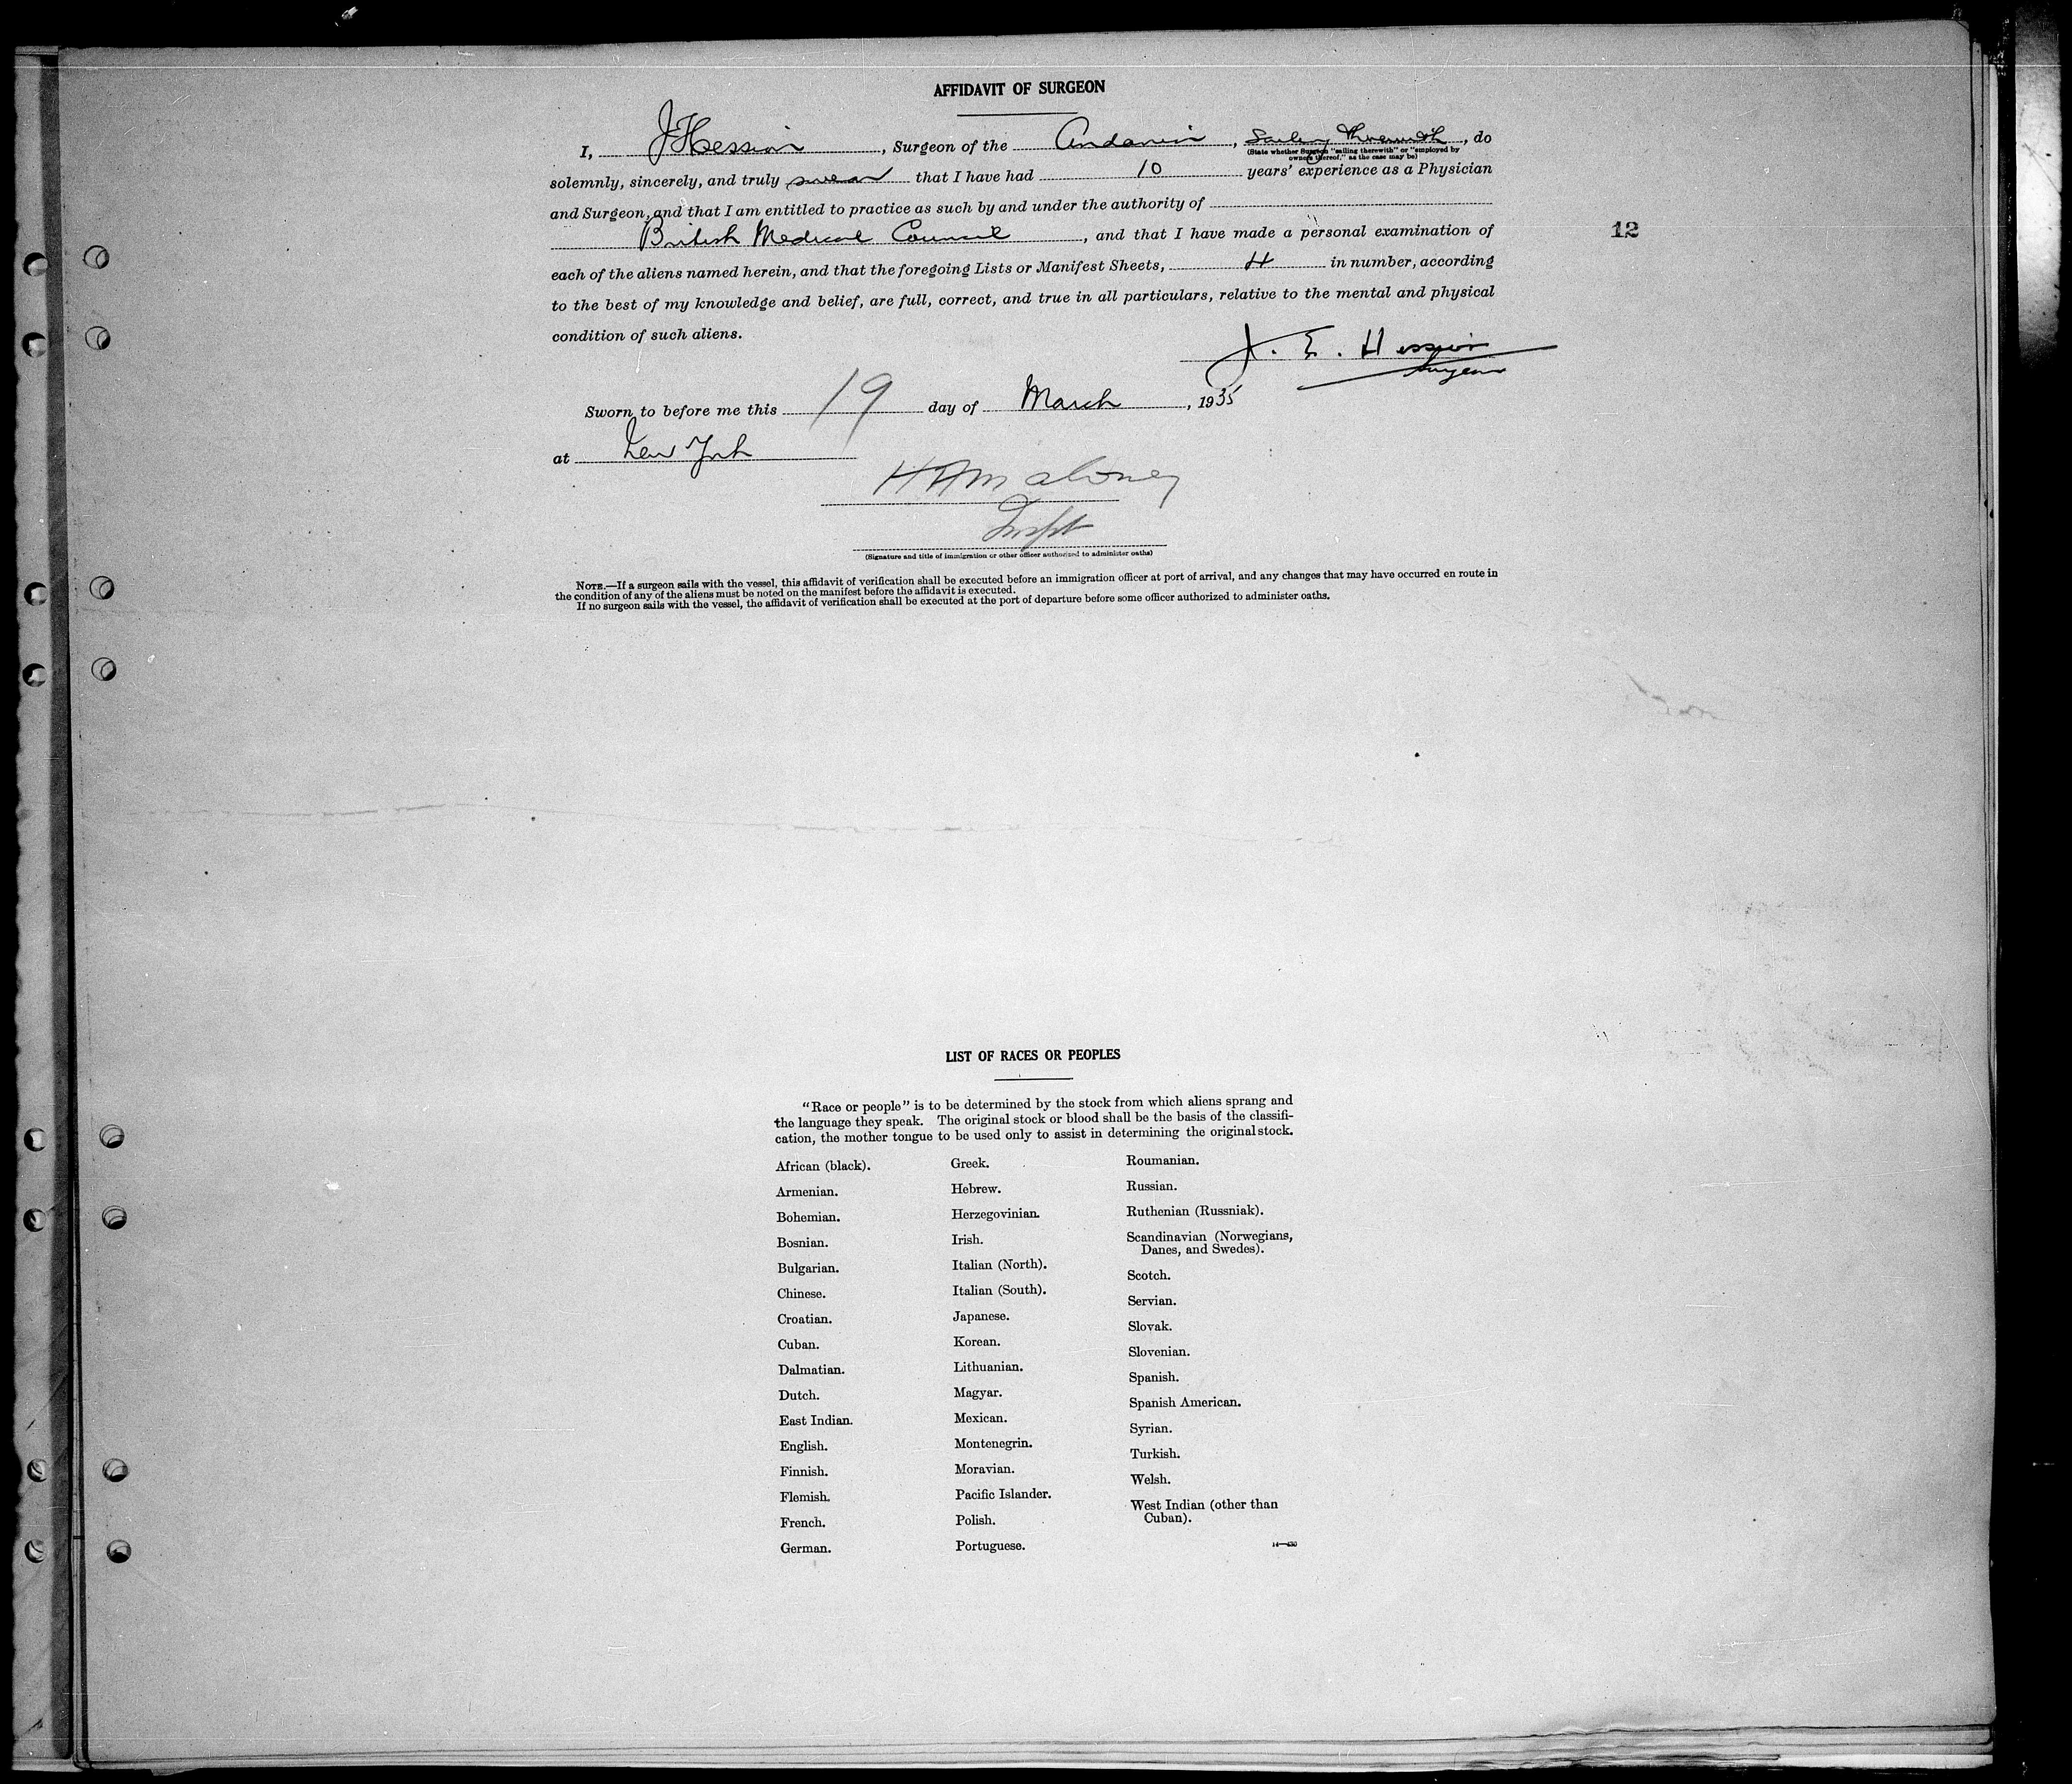 AFFIDAVIT OF SURGEON
I, J Hession, Surgeon of the Andania, Sailing therewith, do
(State whether Surgeon "sailing therewith" or "employed by
owners thereof," as the case may be)
solemnly, sincerely, and truly swear that I have had 10 years' experience as a Physician
and Surgeon, and that I am entitled to practice as such by and under the authority of
British Medical Council, and that I have made a personal examination of
12
each of the aliens named herein, and that the foregoing Lists or Manifest Sheets, in number, according
to the best of my knowledge and belief, are full, correct, and true in all particulars, relative to the mental and physical
condition of such aliens.
J. E. Hession
Surgeon
Sworn to before me this 19 day of March, 1935
at New York
Maloney
Inspt
(Signature and title of immigration or other officer authorized to administer oaths)
NOTE.—If a surgeon sails with the vessel, this affidavit of verification shall be executed before an immigration officer at port of arrival, and any changes that may have occurred en route in
the condition of any of the aliens must be noted on the manifest before the affidavit is executed.
If no surgeon sails with the vessel, the affidavit of verification shall be executed at the port of departure before some officer authorized to administer oaths.
LIST OF RACES OR PEOPLES
"Race or people" is to be determined by the stock from which aliens sprang and
the language they speak. The original stock or blood shall be the basis of the classifi-
cation, the mother tongue to be used only to assist in determining the original stock.
African (black).
Armenian.
Bohemian.
Bosnian.
Bulgarian.
Chinese.
Croatian.
Cuban.
Dalmatian.
Dutch.
East Indian.
English.
Finnish.
Flemish.
French.
German.
Greek.
Hebrew.
Herzegovinian.
Irish.
Italian (North).
Italian (South).
Japanese.
Korean.
Lithuanian.
Magyar.
Mexican.
Montenegrin.
Moravian.
Pacific Islander.
Polish.
Portuguese.
Roumanian.
Russian.
Ruthenian (Russniak).
Scandinavian (Norwegians,
Danes, and Swedes).
Scotch.
Servian.
Slovak.
Slovenian.
Spanish.
Spanish American.
Syrian.
Turkish.
Welsh.
West Indian (other than
Cuban).